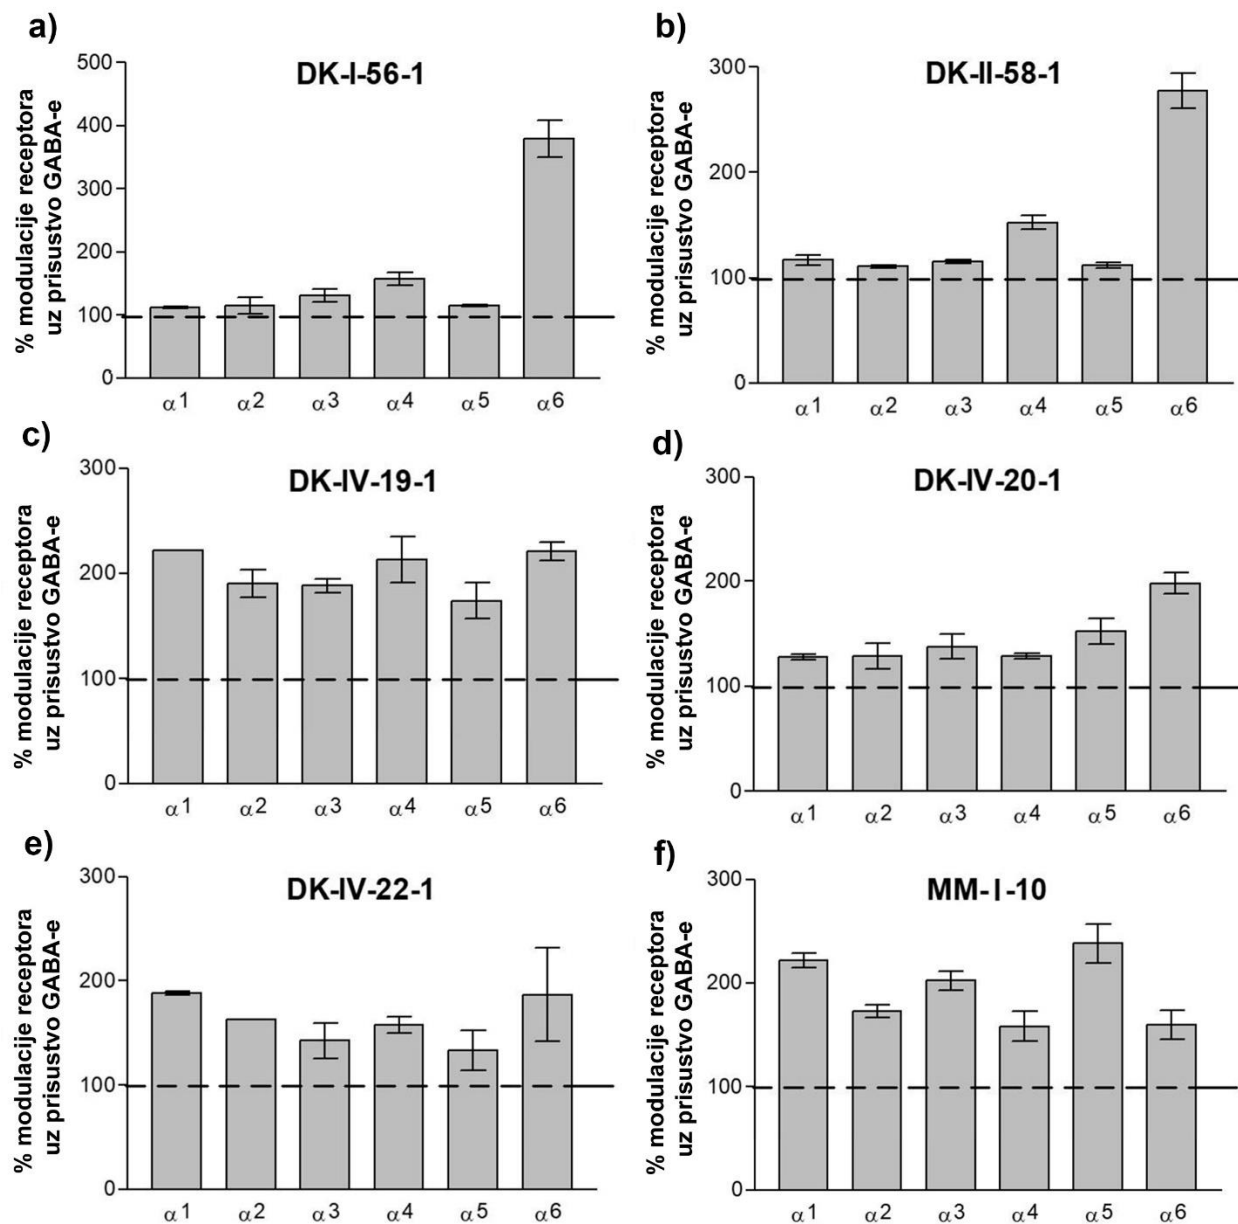 a)
DK-I-56-1
% modulacije receptora
uz prisustvo GABA-e
500
400
300
200
100
0
α1 α2 α3 α4 α5 α6
b)
DK-II-58-1
% modulacije receptora
uz prisustvo GABA-e
300
200
100
0
α1 α2 α3 α4 α5 α6
c)
DK-IV-19-1
% modulacije receptora
uz prisustvo GABA-e
300
200
100
0
α1 α2 α3 α4 α5 α6
d)
DK-IV-20-1
% modulacije receptora
uz prisustvo GABA-e
300
200
100
0
α1 α2 α3 α4 α5 α6
e)
DK-IV-22-1
% modulacije receptora
uz prisustvo GABA-e
300
200
100
0
α1 α2 α3 α4 α5 α6
f)
MM-I-10
% modulacije receptora
uz prisustvo GABA-e
300
200
100
0
α1 α2 α3 α4 α5 α6